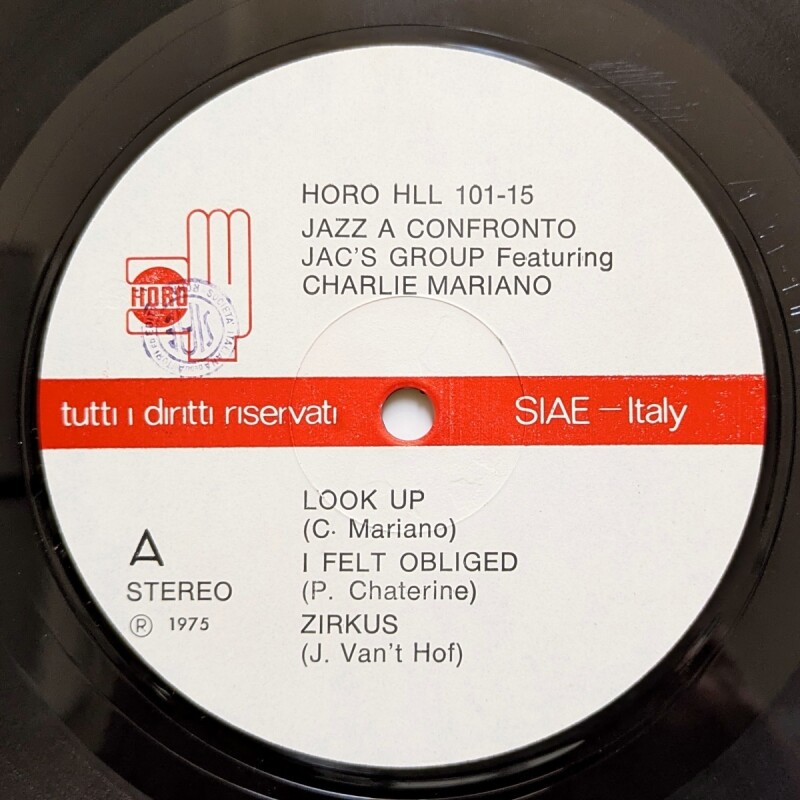 HORO HLL 101-15
JAZZ A CONFRONTO
JAC'S GROUP Featuring
CHARLIE MARIANO
HORO
tutti i diritti riservati
SIAE – Italy
LOOK UP
(C. Mariano)
A
I FELT OBLIGED
STEREO
(P. Chaterine)
℗ 1975
ZIRKUS
(J. Van't Hof)